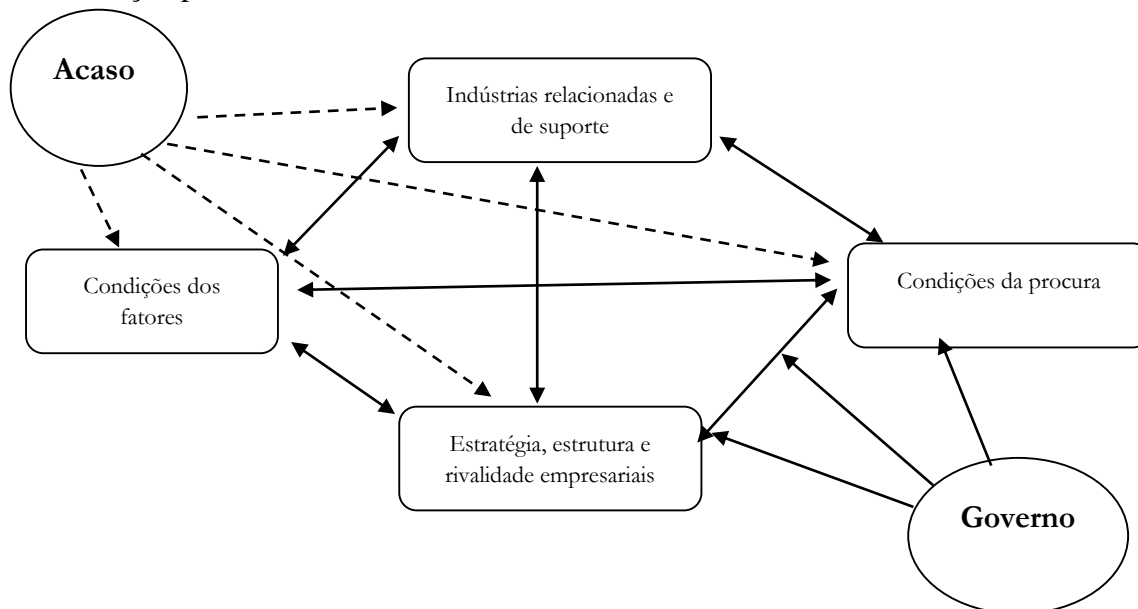 Acaso
Indústrias relacionadas e
de suporte
Condições dos
fatores
Condições da procura
Estratégia, estrutura e
rivalidade empresariais
Governo